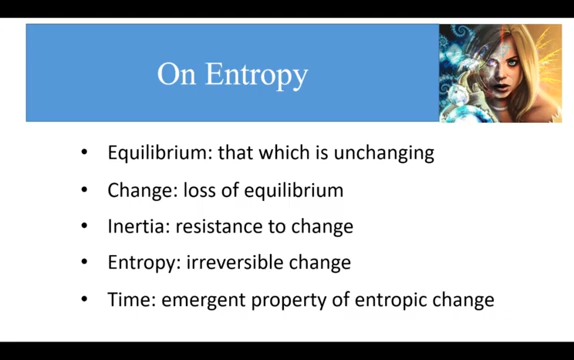 On Entropy
• Equilibrium: that which is unchanging
• Change: loss of equilibrium
• Inertia: resistance to change
• Entropy: irreversible change
• Time: emergent property of entropic change